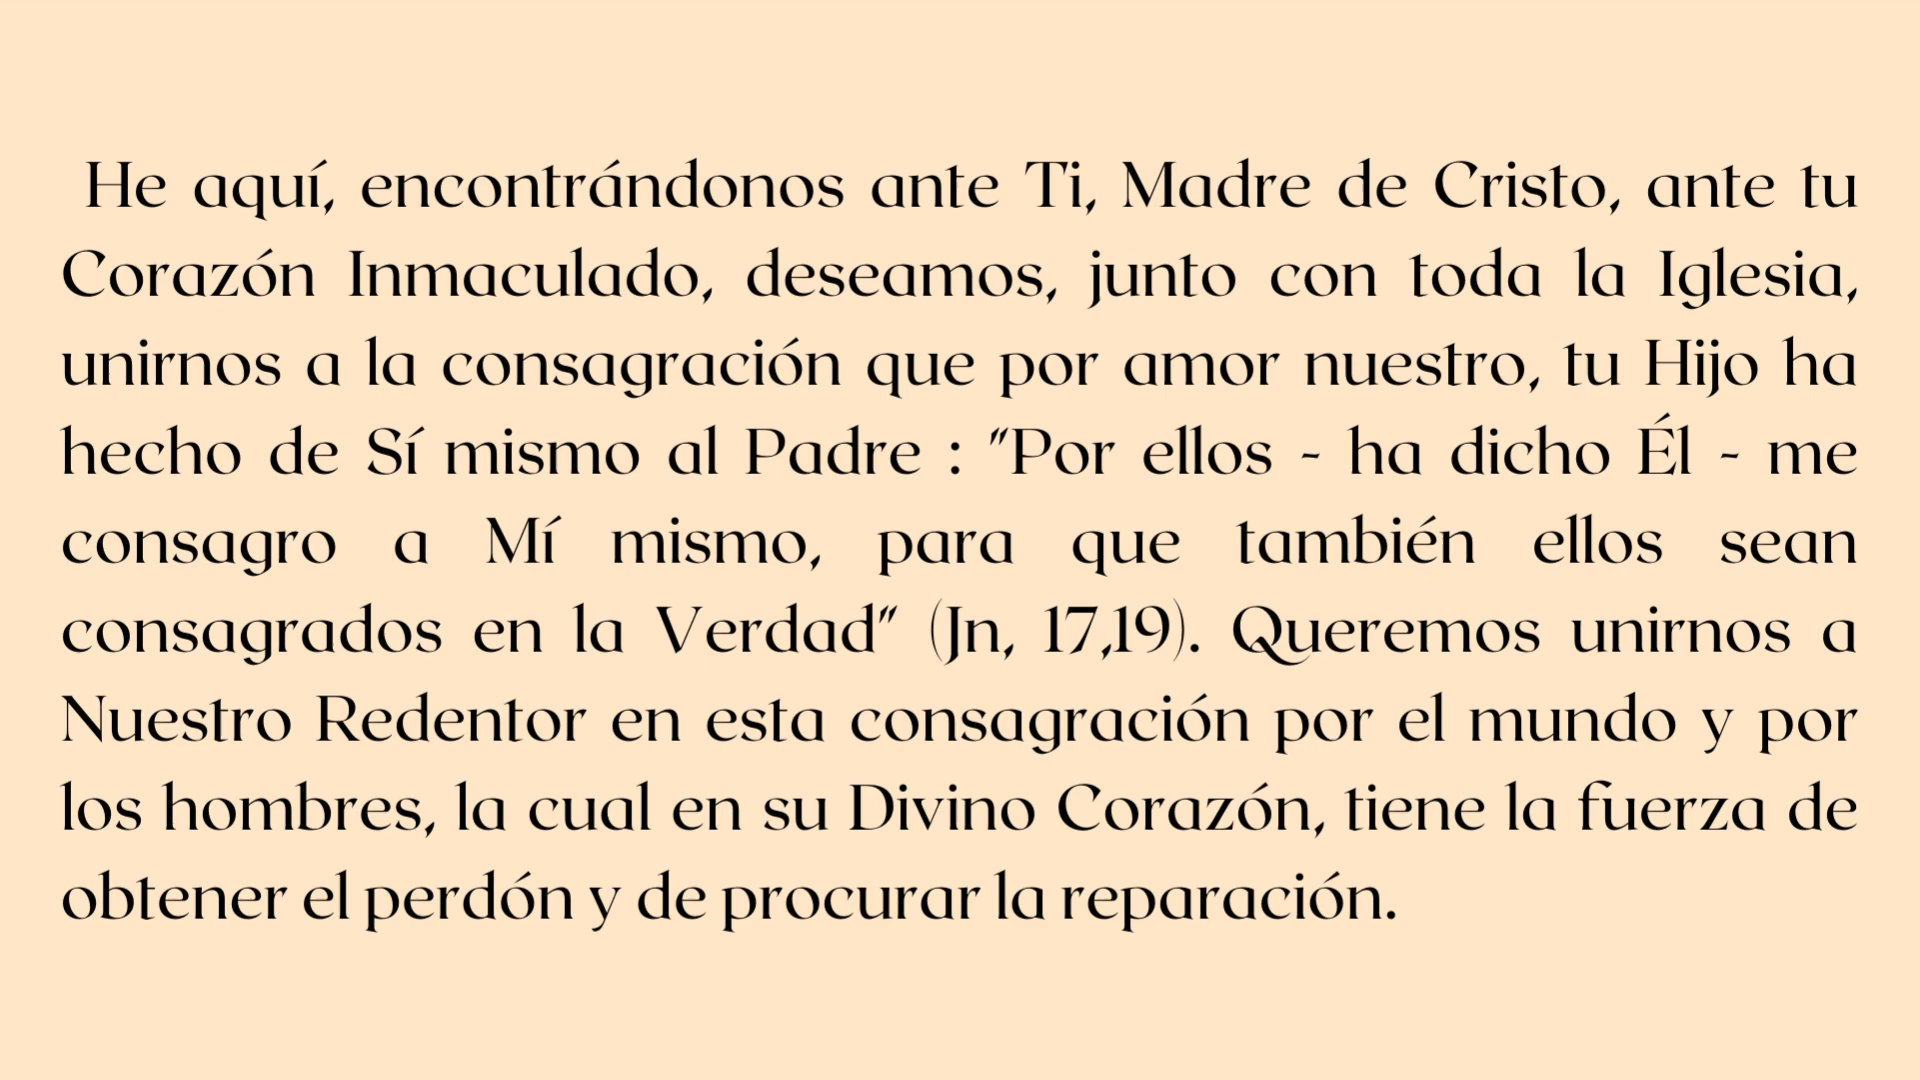 He aquí, encontrándonos ante Ti, Madre de Cristo, ante tu
Corazón Inmaculado, deseamos, junto con toda la Iglesia,
unirnos a la consagración que por amor nuestro, tu Hijo ha
hecho de Sí mismo al Padre : "Por ellos - ha dicho Él - me
consagro a Mí mismo, para que también ellos sean
consagrados en la Verdad" (Jn, 17,19). Queremos unirnos a
Nuestro Redentor en esta consagración por el mundo y por
los hombres, la cual en su Divino Corazón, tiene la fuerza de
obtener el perdón y de procurar la reparación.